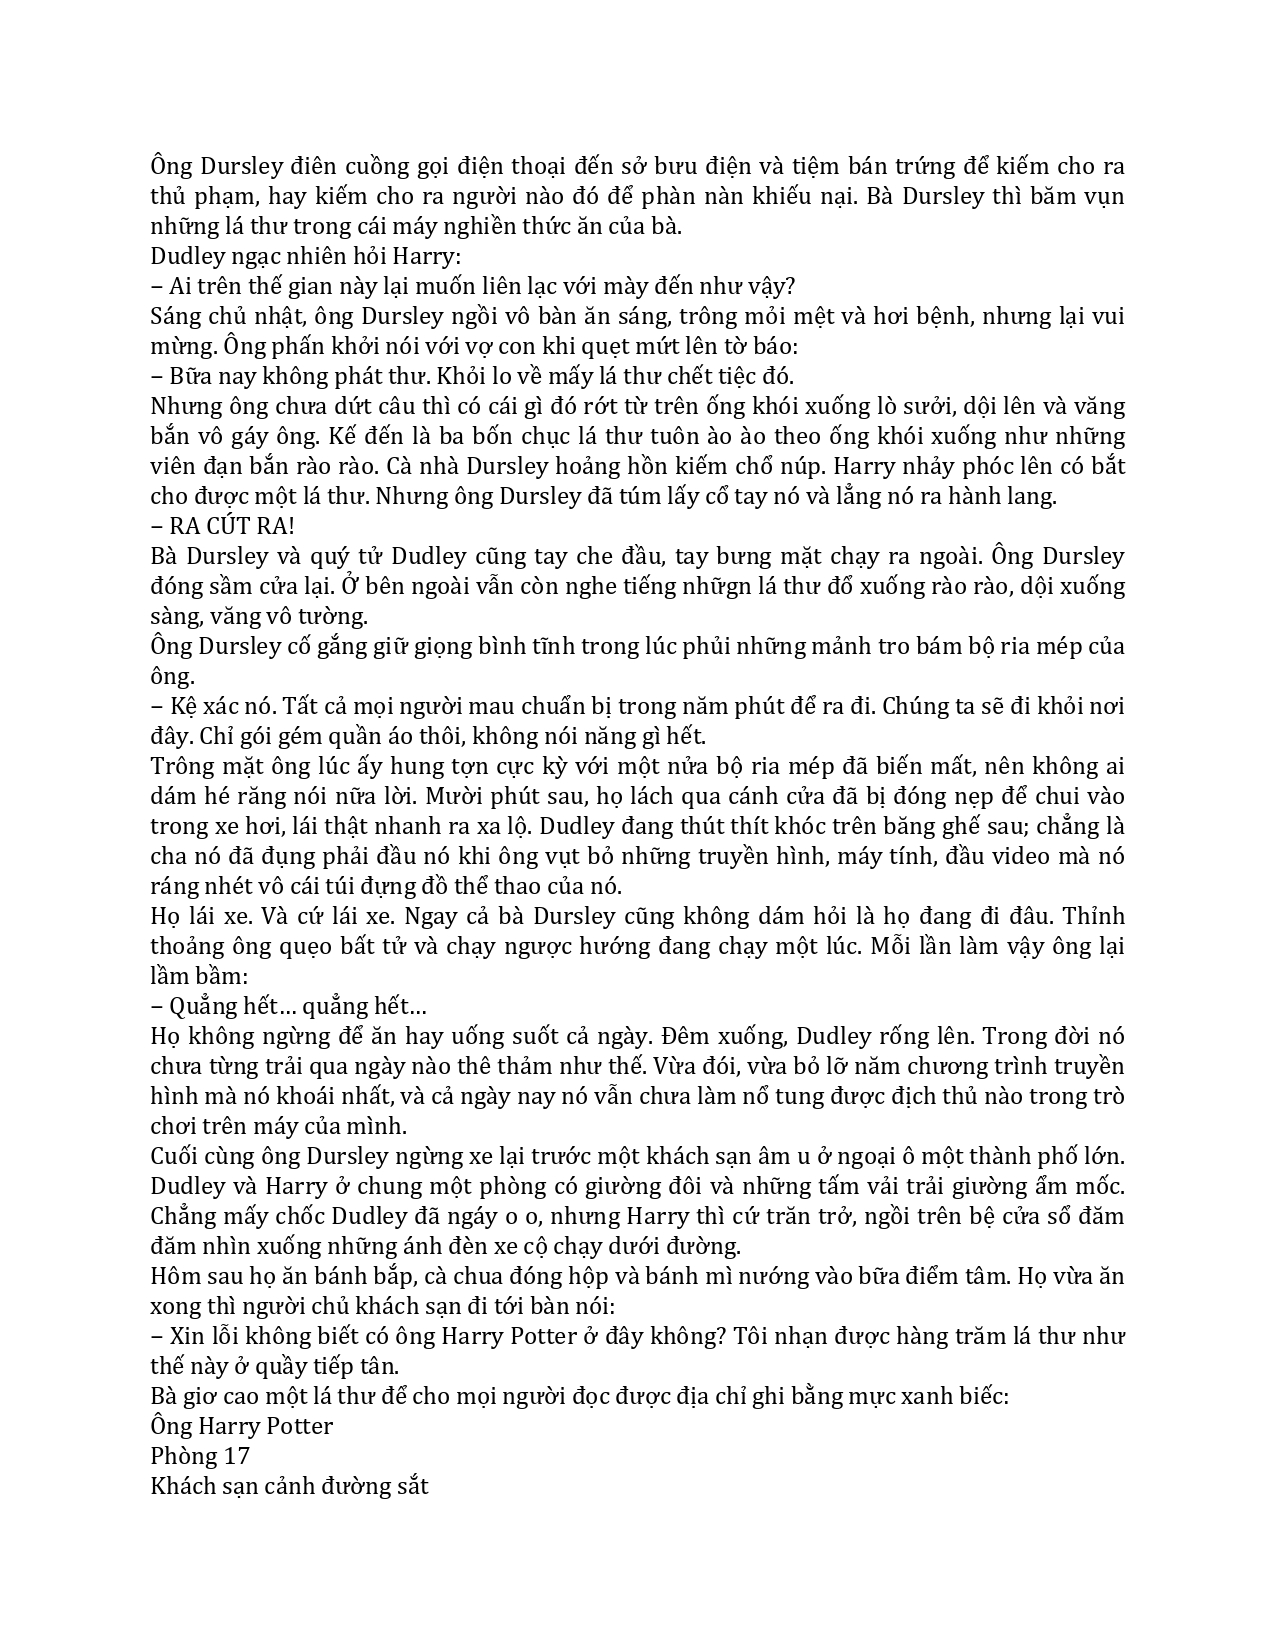 Ông Dursley điên cuồng gọi điện thoại đến sở bưu điện và tiệm bán trứng để kiếm cho ra
thủ phạm, hay kiếm cho ra người nào đó để phàn nàn khiếu nại. Bà Dursley thì băm vụn
những lá thư trong cái máy nghiền thức ăn của bà.
Dudley ngạc nhiên hỏi Harry:
– Ai trên thế gian này lại muốn liên lạc với mày đến như vậy?
Sáng chủ nhật, ông Dursley ngồi vô bàn ăn sáng, trông mỏi mệt và hơi bệnh, nhưng lại vui
mừng. Ông phấn khởi nói với vợ con khi quẹt mứt lên tờ báo:
– Bữa nay không phát thư. Khỏi lo về mấy lá thư chết tiệc đó.
Nhưng ông chưa dứt câu thì có cái gì đó rớt từ trên ống khói xuống lò sưởi, dội lên và văng
bắn vô gáy ông. Kế đến là ba bốn chục lá thư tuôn ào ào theo ống khói xuống như những
viên đạn bắn rào rào. Cà nhà Dursley hoảng hồn kiếm chổ núp. Harry nhảy phóc lên có bắt
cho được một lá thư. Nhưng ông Dursley đã túm lấy cổ tay nó và lẳng nó ra hành lang.
– RA CÚT RA!
Bà Dursley và quý tử Dudley cũng tay che đầu, tay bưng mặt chạy ra ngoài. Ông Dursley
đóng sầm cửa lại. Ở bên ngoài vẫn còn nghe tiếng nhữgn lá thư đổ xuống rào rào, dội xuống
sàng, văng vô tường.
Ông Dursley cố gắng giữ giọng bình tĩnh trong lúc phủi những mảnh tro bám bộ ria mép của
ông.
– Kệ xác nó. Tất cả mọi người mau chuẩn bị trong năm phút để ra đi. Chúng ta sẽ đi khỏi nơi
đây. Chỉ gói gém quần áo thôi, không nói năng gì hết.
Trông mặt ông lúc ấy hung tợn cực kỳ với một nửa bộ ria mép đã biến mất, nên không ai
dám hé răng nói nữa lời. Mười phút sau, họ lách qua cánh cửa đã bị đóng nẹp để chui vào
trong xe hơi, lái thật nhanh ra xa lộ. Dudley đang thút thít khóc trên băng ghế sau; chẳng là
cha nó đã đụng phải đầu nó khi ông vụt bỏ những truyền hình, máy tính, đầu video mà nó
ráng nhét vô cái túi đựng đồ thể thao của nó.
Họ lái xe. Và cứ lái xe. Ngay cả bà Dursley cũng không dám hỏi là họ đang đi đâu. Thỉnh
thoảng ông quẹo bất tử và chạy ngược hướng đang chạy một lúc. Mỗi lần làm vậy ông lại
lầm bầm:
– Quẳng hết… quẳng hết…
Họ không ngừng để ăn hay uống suốt cả ngày. Đêm xuống, Dudley rống lên. Trong đời nó
chưa từng trải qua ngày nào thê thảm như thế. Vừa đói, vừa bỏ lỡ năm chương trình truyền
hình mà nó khoái nhất, và cả ngày nay nó vẫn chưa làm nổ tung được địch thủ nào trong trò
chơi trên máy của mình.
Cuối cùng ông Dursley ngừng xe lại trước một khách sạn âm u ở ngoại ô một thành phố lớn.
Dudley và Harry ở chung một phòng có giường đôi và những tấm vải trải giường ẩm mốc.
Chẳng mấy chốc Dudley đã ngáy o o, nhưng Harry thì cứ trăn trở, ngồi trên bệ cửa sổ đăm
đăm nhìn xuống những ánh đèn xe cộ chạy dưới đường.
Hôm sau họ ăn bánh bắp, cà chua đóng hộp và bánh mì nướng vào bữa điểm tâm. Họ vừa ăn
xong thì người chủ khách sạn đi tới bàn nói:
– Xin lỗi không biết có ông Harry Potter ở đây không? Tôi nhạn được hàng trăm lá thư như
thế này ở quầy tiếp tân.
Bà giơ cao một lá thư để cho mọi người đọc được địa chỉ ghi bằng mực xanh biếc:
Ông Harry Potter
Phòng 17
Khách sạn cảnh đường sắt